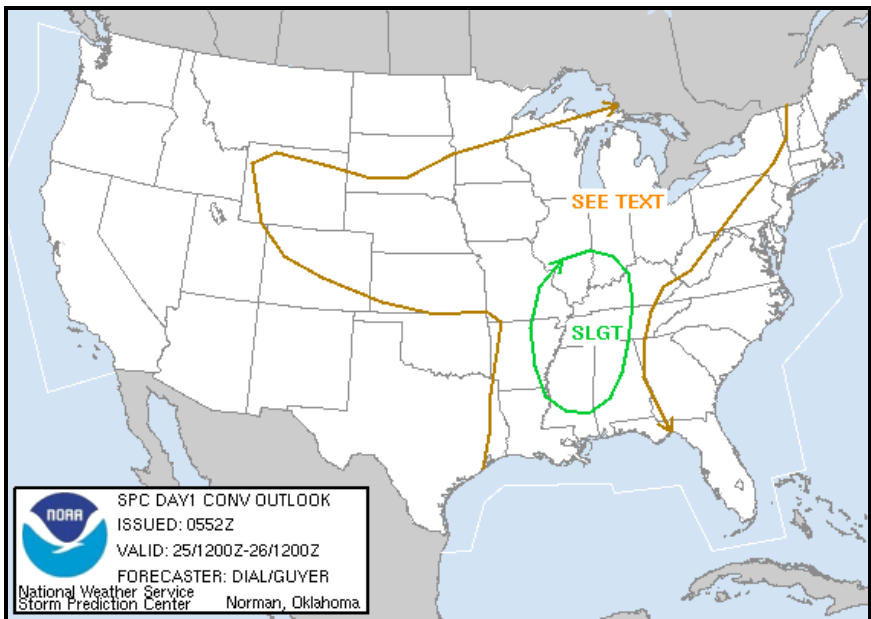 SEE TEXT
SLGT
NOAA
SPC DAY1 CONV OUTLOOK
ISSUED: 0552Z
VALID: 25/1200Z-26/1200Z
FORECASTER: DIAL/GUYER
National Weather Service
Storm Prediction Center Norman, Oklahoma